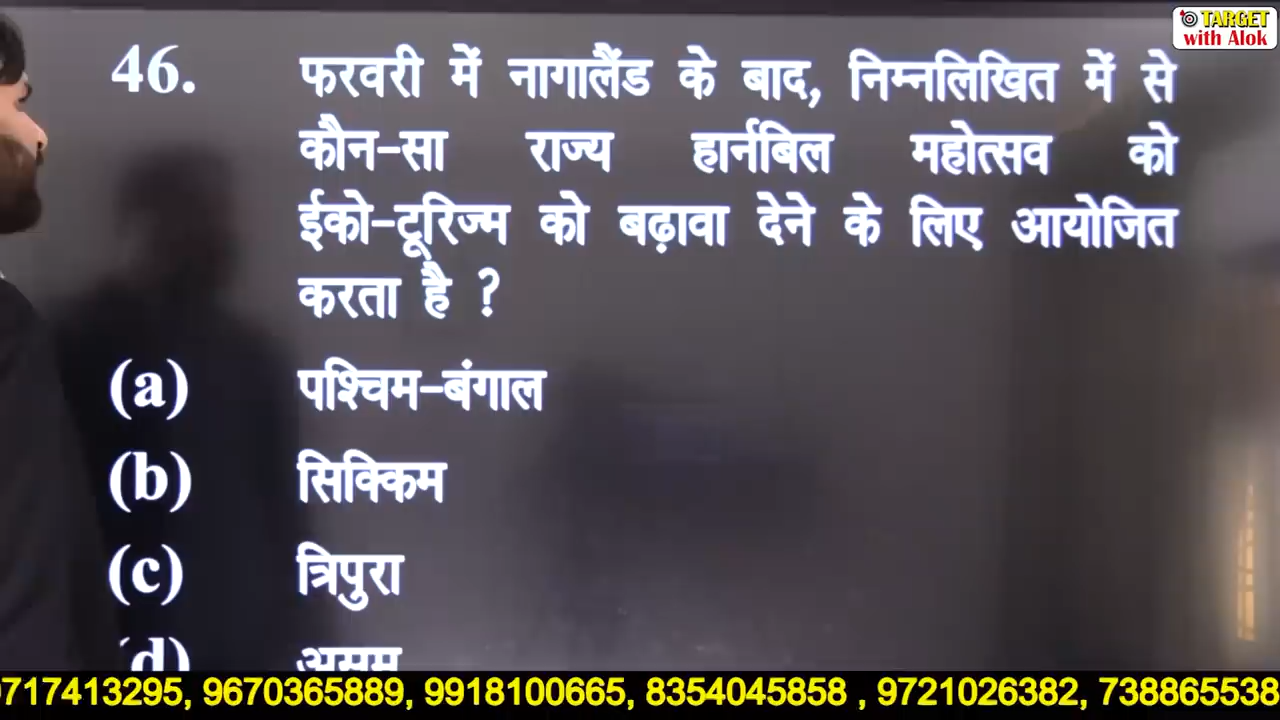 TARGET
with Alok
46. फरवरी में नागालैंड के बाद, निम्नलिखित में से
कौन-सा राज्य हार्नबिल महोत्सव को
ईको-टूरिज्म को बढ़ावा देने के लिए आयोजित
करता है ?
(a) पश्चिम-बंगाल
(b) सिक्किम
(c) त्रिपुरा
(d) असम
9717413295, 9670365889, 9918100665, 8354045858 , 9721026382, 738865538